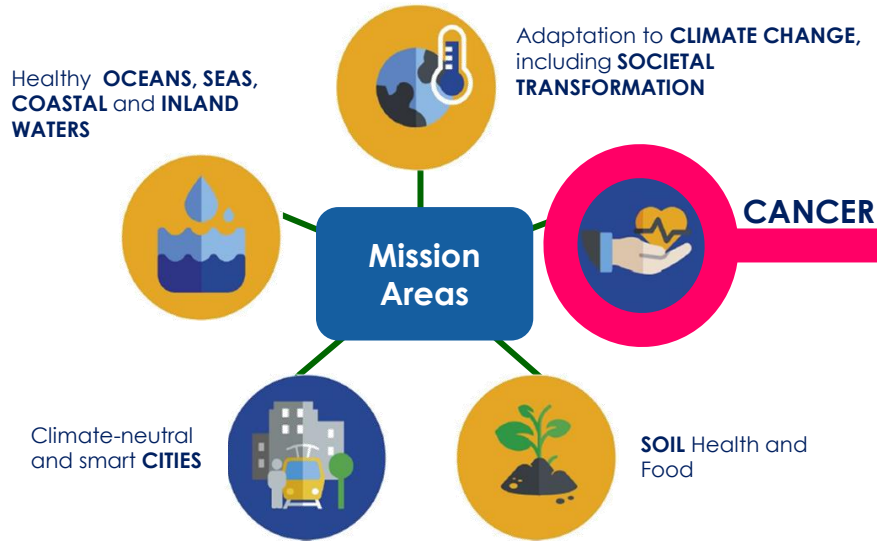 Adaptation to CLIMATE CHANGE,
including SOCIETAL
TRANSFORMATION
Healthy OCEANS, SEAS,
COASTAL and INLAND
WATERS
CANCER
Mission
Areas
Climate-neutral
and smart CITIES
SOIL Health and
Food